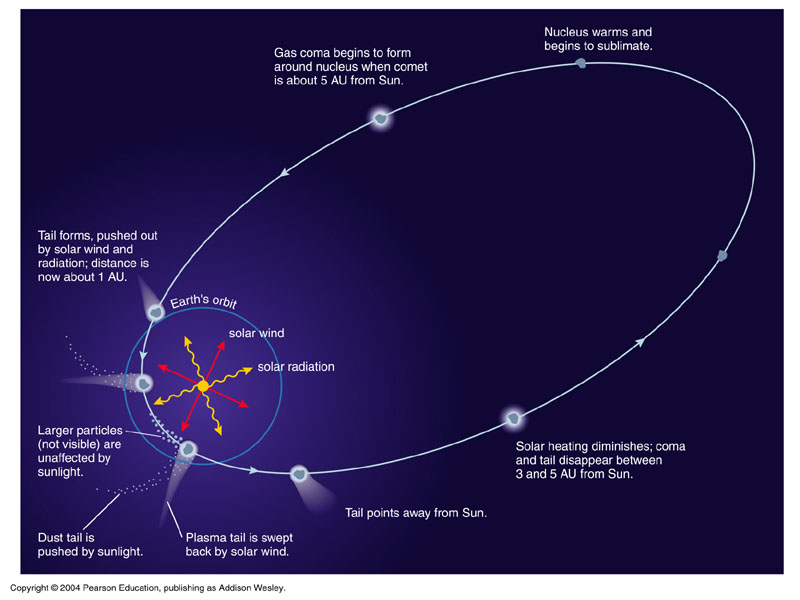 Nucleus warms and
begins to sublimate.
Gas coma begins to form
around nucleus when comet
is about 5 AU from Sun.
Tail forms, pushed out
by solar wind and
radiation; distance is
now about 1 AU.
Earth's orbit
solar wind
solar radiation
Larger particles
(not visible) are
unaffected by
sunlight.
Solar heating diminishes; coma
and tail disappear between
3 and 5 AU from Sun.
Tail points away from Sun.
Dust tail is
pushed by sunlight.
Plasma tail is swept
back by solar wind.
Copyright © 2004 Pearson Education, publishing as Addison Wesley.